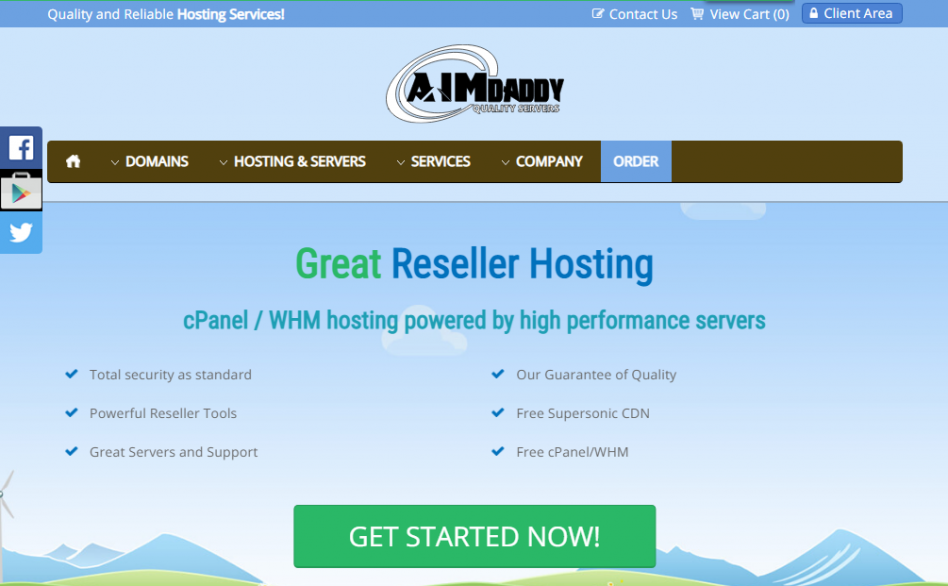 Quality and Reliable Hosting Services!
Contact Us View Cart (0) Client Area
AIMDADDY
QUALITY SERVERS
DOMAINS HOSTING & SERVERS SERVICES COMPANY ORDER
Great Reseller Hosting
cPanel / WHM hosting powered by high performance servers
Total security as standard
Our Guarantee of Quality
Powerful Reseller Tools
Free Supersonic CDN
Great Servers and Support
Free cPanel/WHM
GET STARTED NOW!